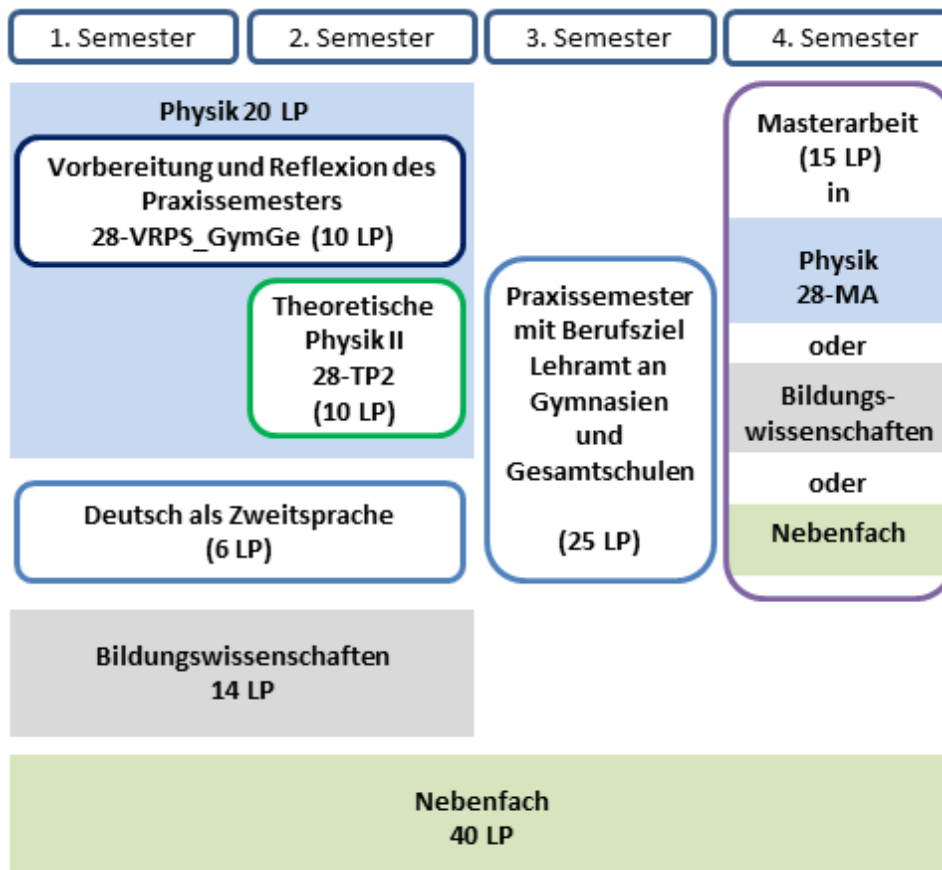 1. Semester
2. Semester
3. Semester
4. Semester
Physik 20 LP
Vorbereitung und Reflexion des
Praxissemesters
28-VRPS_GymGe (10 LP)
Theoretische
Physik II
28-TP2
(10 LP)
Deutsch als Zweitsprache
(6 LP)
Bildungswissenschaften
14 LP
Praxissemester
mit Berufsziel
Lehramt an
Gymnasien
und
Gesamtschulen
(25 LP)
Masterarbeit
(15 LP)
in
Physik
28-MA
oder
Bildungs-
wissenschaften
oder
Nebenfach
Nebenfach
40 LP